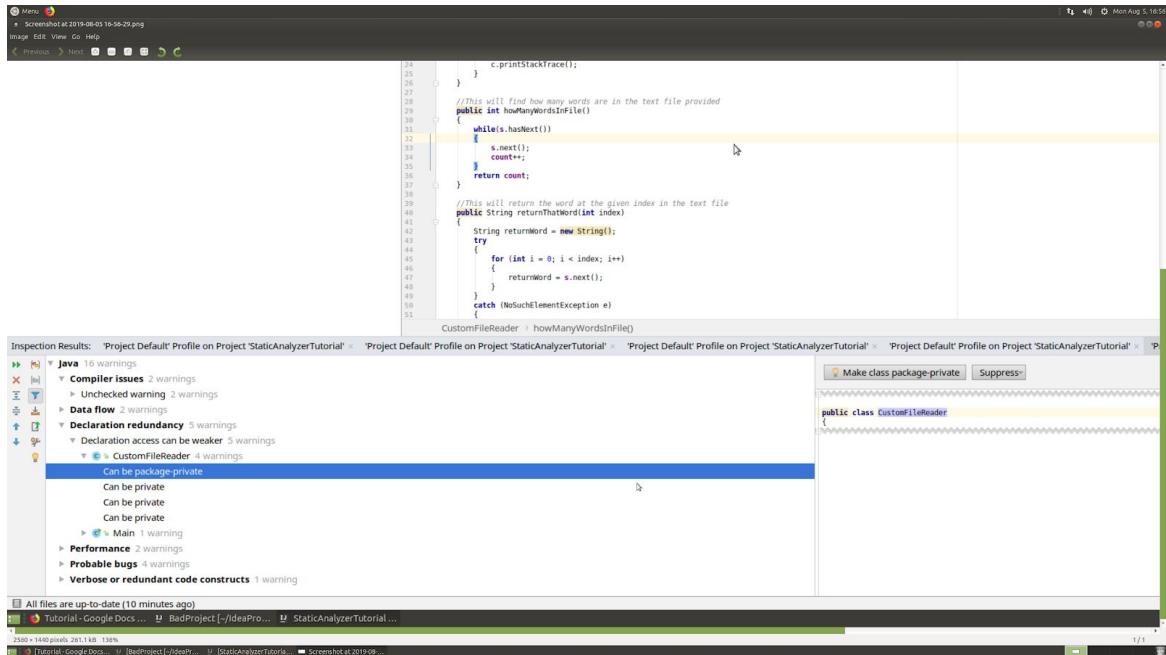 Menu
Mon Aug 5, 16:56
Screenshot at 2019-08-05 16-56-29.png
Image Edit View Go Help
Previous Next
24 c.printStackTrace();
25 }
26 }
27
28 //This will find how many words are in the text file provided
29 public int howManyWordsInFile()
30 {
31 while(s.hasNext())
32 {
33 s.next();
34 count++;
35 }
36 return count;
37 }
38
39 //This will return the word at the given index in the text file
40 public String returnThatWord(int index)
41 {
42 String returnWord = new String();
43 try
44 {
45 for (int i = 0; i < index; i++)
46 {
47 returnWord = s.next();
48 }
49 }
50 catch (NoSuchElementException e)
51 {
CustomFileReader › howManyWordsInFile()
Inspection Results: 'Project Default' Profile on Project 'StaticAnalyzerTutorial' × 'Project Default' Profile on Project 'StaticAnalyzerTutorial' × 'Project Default' Profile on Project 'StaticAnalyzerTutorial' × 'Project Default' Profile on Project 'StaticAnalyzerTutorial' × 'P
Java 16 warnings
Compiler issues 2 warnings
Unchecked warning 2 warnings
Data flow 2 warnings
Declaration redundancy 5 warnings
Declaration access can be weaker 5 warnings
CustomFileReader 4 warnings
Can be package-private
Can be private
Can be private
Can be private
Main 1 warning
Performance 2 warnings
Probable bugs 4 warnings
Verbose or redundant code constructs 1 warning
Make class package-private Suppress
public class CustomFileReader
{
All files are up-to-date (10 minutes ago)
Tutorial - Google Docs ... BadProject [~/IdeaPro... StaticAnalyzerTutorial ...
2560 × 1440 pixels 261.1 kB 138%
1 / 1
[Tutorial - Google Docs... [BadProject [~/IdeaPr... [StaticAnalyzerTutoria... Screenshot at 2019-08-...